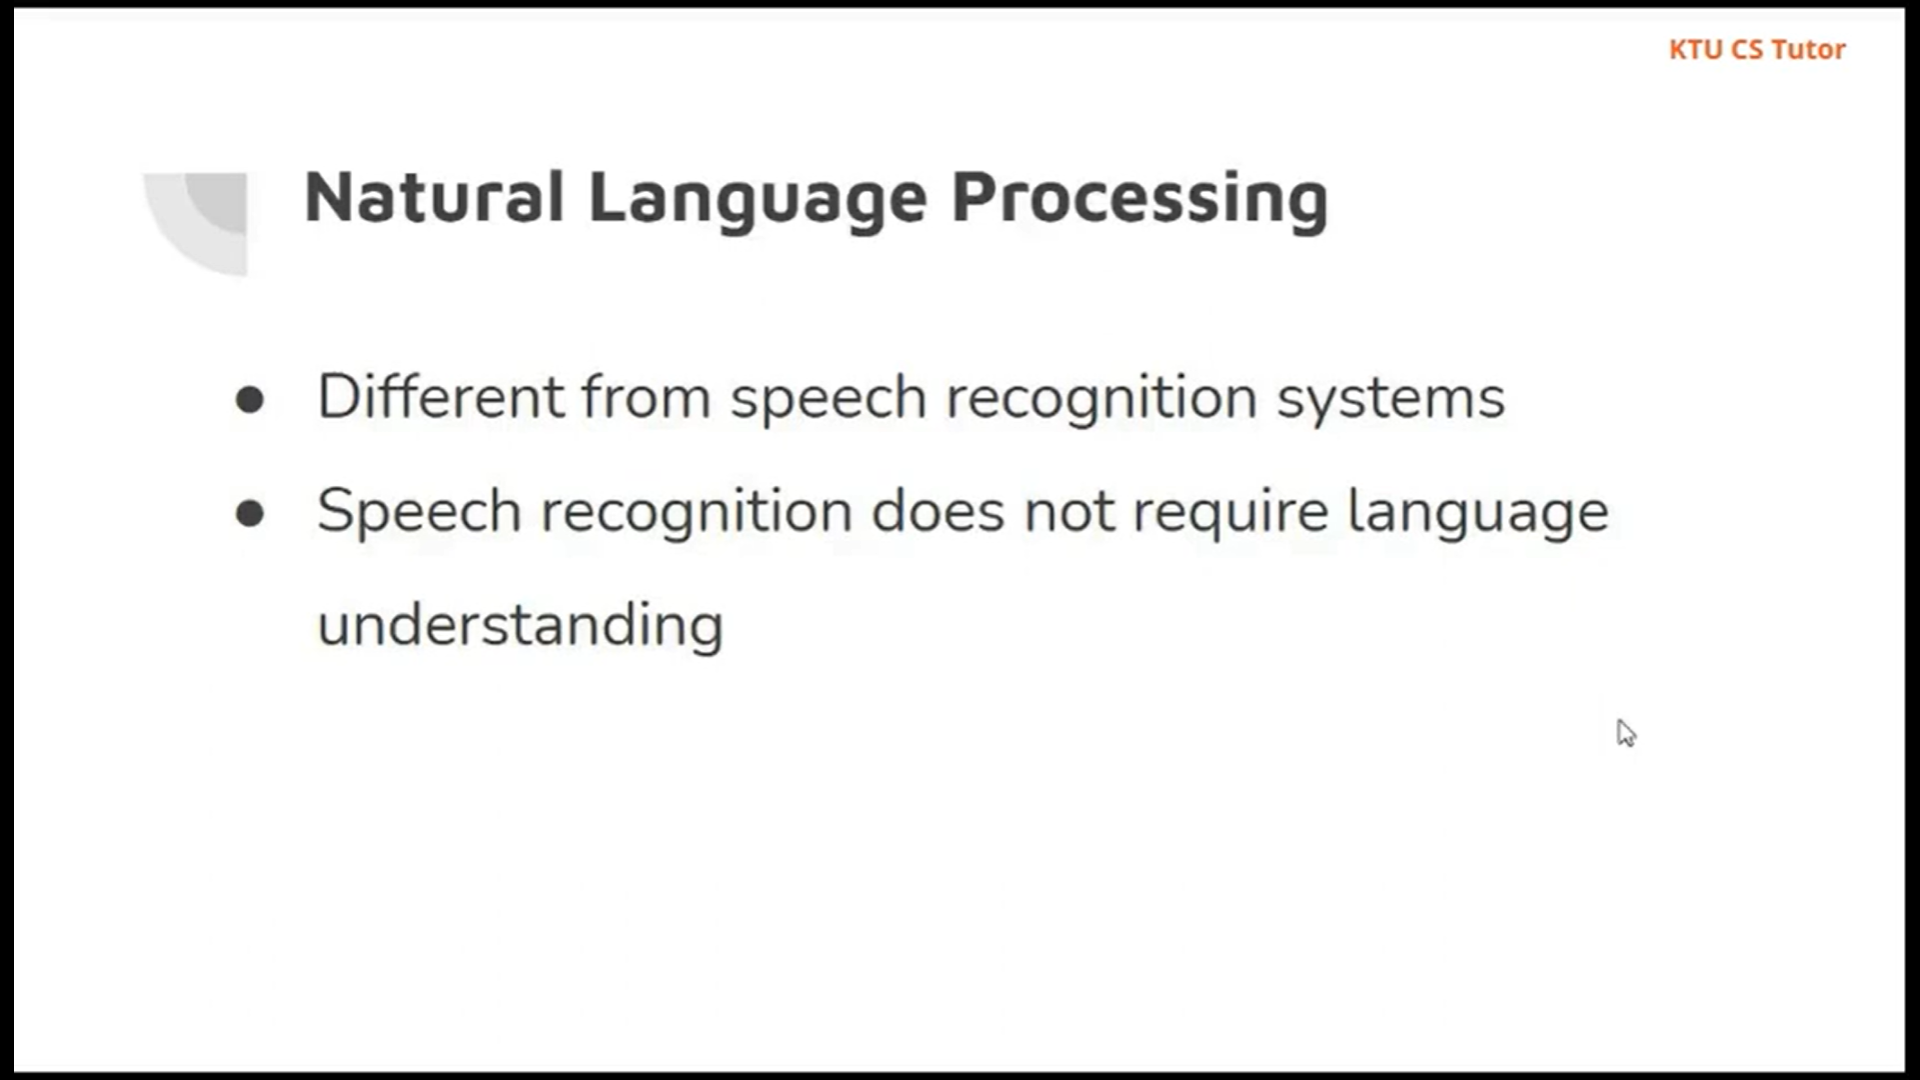 KTU CS Tutor
Natural Language Processing
● Different from speech recognition systems
● Speech recognition does not require language
understanding